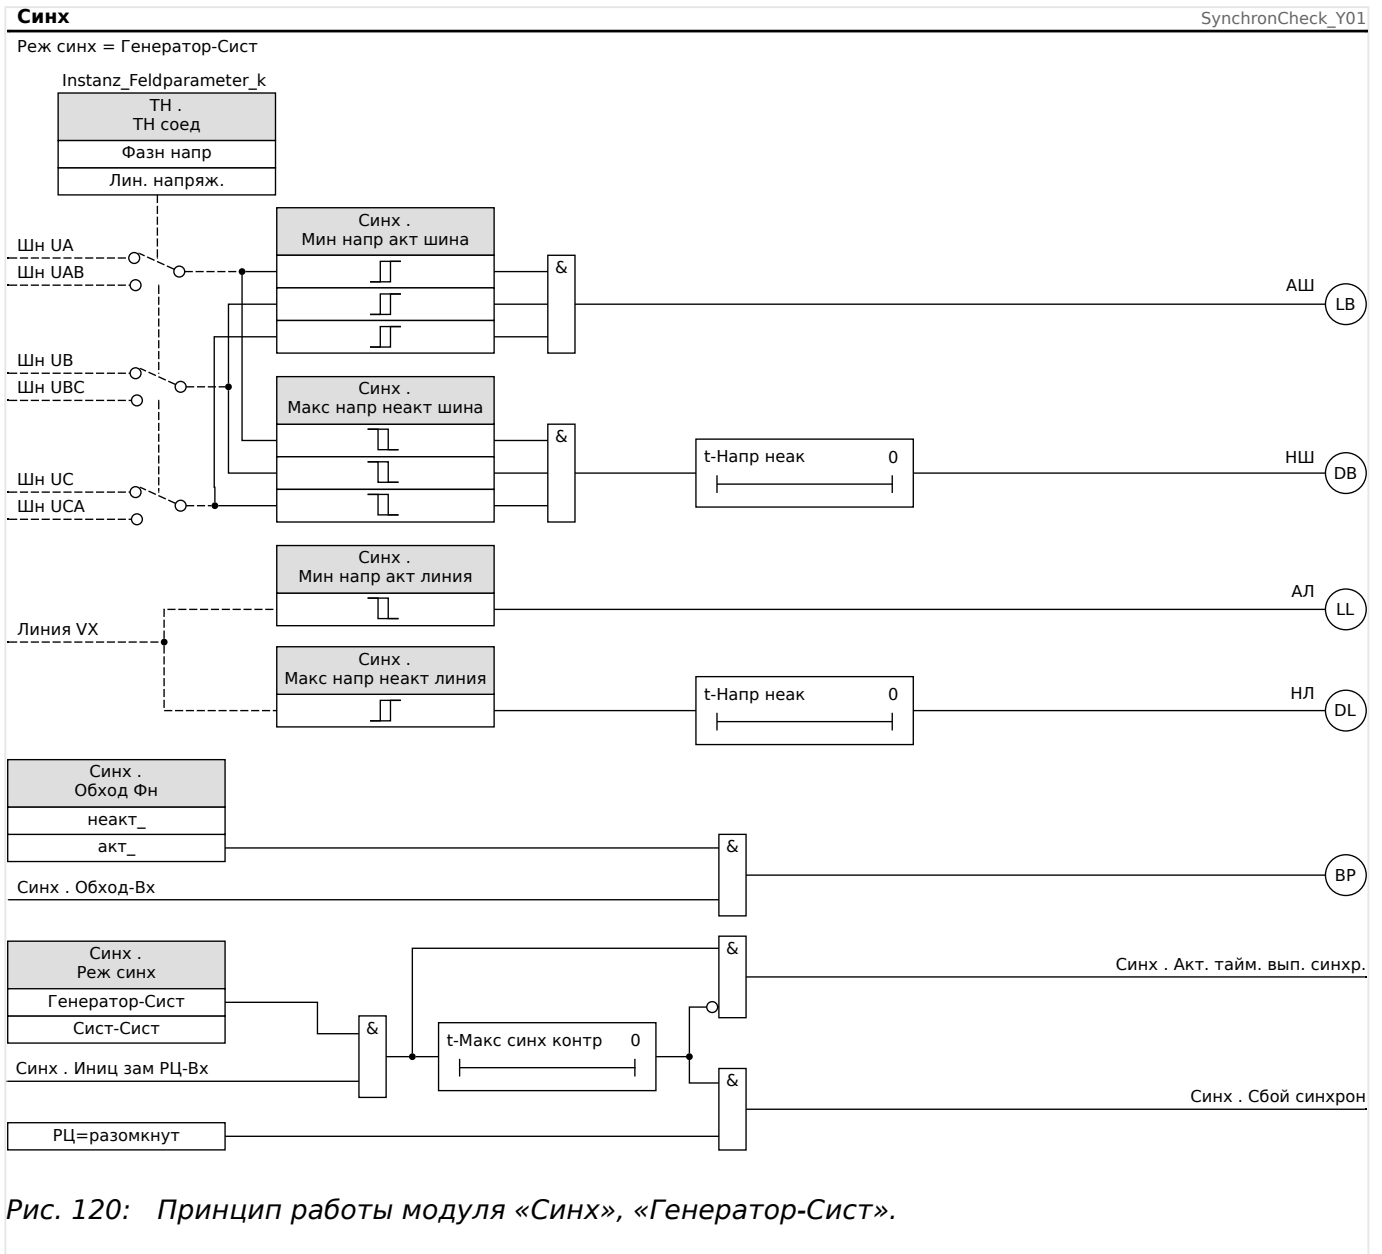 Синх
SynchronCheck_Y01
Реж синх = Генератор-Сист
Instanz_Feldparameter_k
ТН .
ТН соед
Фазн напр
Лин. напряж.
Шн UA
Шн UAB
Синх .
Мин напр акт шина
&
АШ
LB
Шн UB
Шн UBC
Синх .
Макс напр неакт шина
&
t-Напр неак 0
НШ
DB
Шн UC
Шн UCA
Синх .
Мин напр акт линия
АЛ
LL
Линия VX
Синх .
Макс напр неакт линия
t-Напр неак 0
НЛ
DL
Синх .
Обход Фн
неакт_
акт_
&
Синх . Обход-Вх
BP
Синх .
Реж синх
Генератор-Сист
Сист-Сист
&
Синх . Акт. тайм. вып. синхр.
&
t-Макс синх контр 0
Синх . Иниц зам РЦ-Вх
&
Синх . Сбой синхрон
РЦ=разомкнут
Рис. 120: Принцип работы модуля «Синх», «Генератор-Сист».